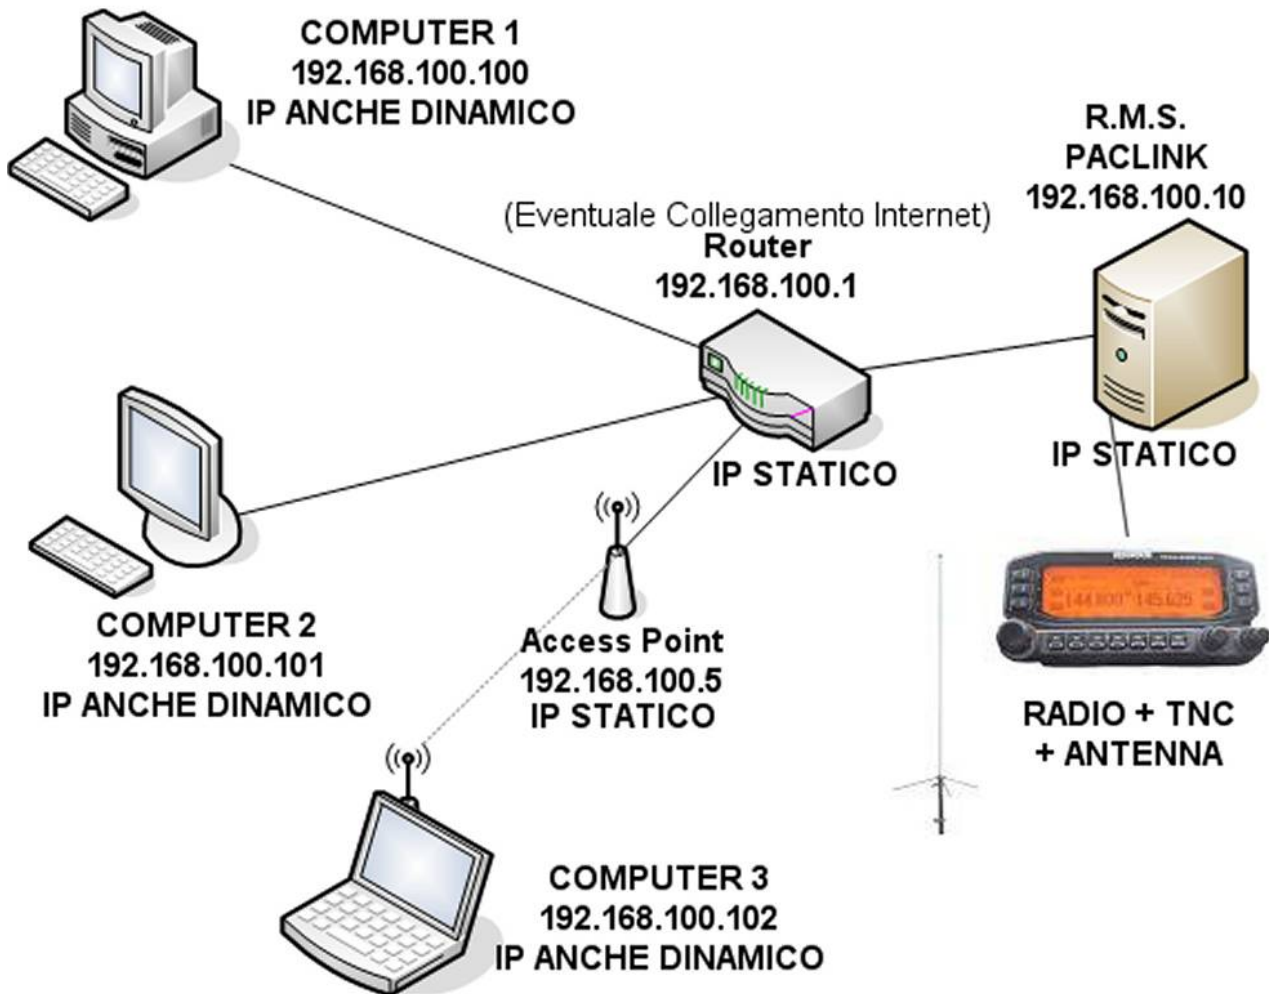 COMPUTER 1
192.168.100.100
IP ANCHE DINAMICO
R.M.S.
PACLINK
192.168.100.10
(Eventuale Collegamento Internet)
Router
192.168.100.1
IP STATICO
IP STATICO
COMPUTER 2
192.168.100.101
IP ANCHE DINAMICO
Access Point
192.168.100.5
IP STATICO
RADIO + TNC
+ ANTENNA
COMPUTER 3
192.168.100.102
IP ANCHE DINAMICO